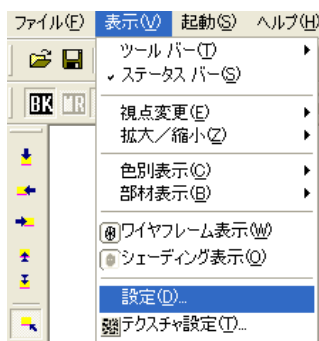 ファイル(F) 表示(V) 起動(S) ヘルプ(H)
ツール バー(T)
ステータス バー(S)
BK
視点変更(E)
拡大／縮小(Z)
色別表示(C)
部材表示(B)
ワイヤフレーム表示(W)
シェーディング表示(O)
設定(D)...
テクスチャ設定(T)...